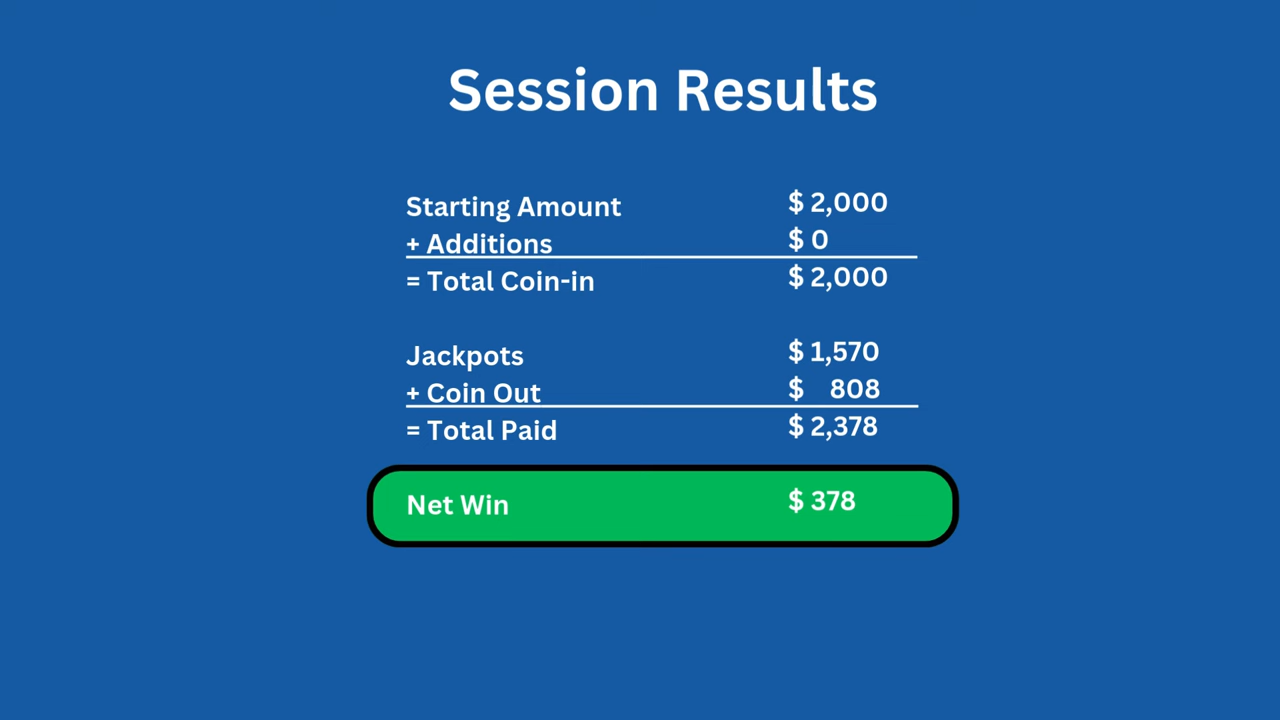 Session Results
Starting Amount $ 2,000
+ Additions $ 0
= Total Coin-in $ 2,000
Jackpots $ 1,570
+ Coin Out $ 808
= Total Paid $ 2,378
Net Win $ 378